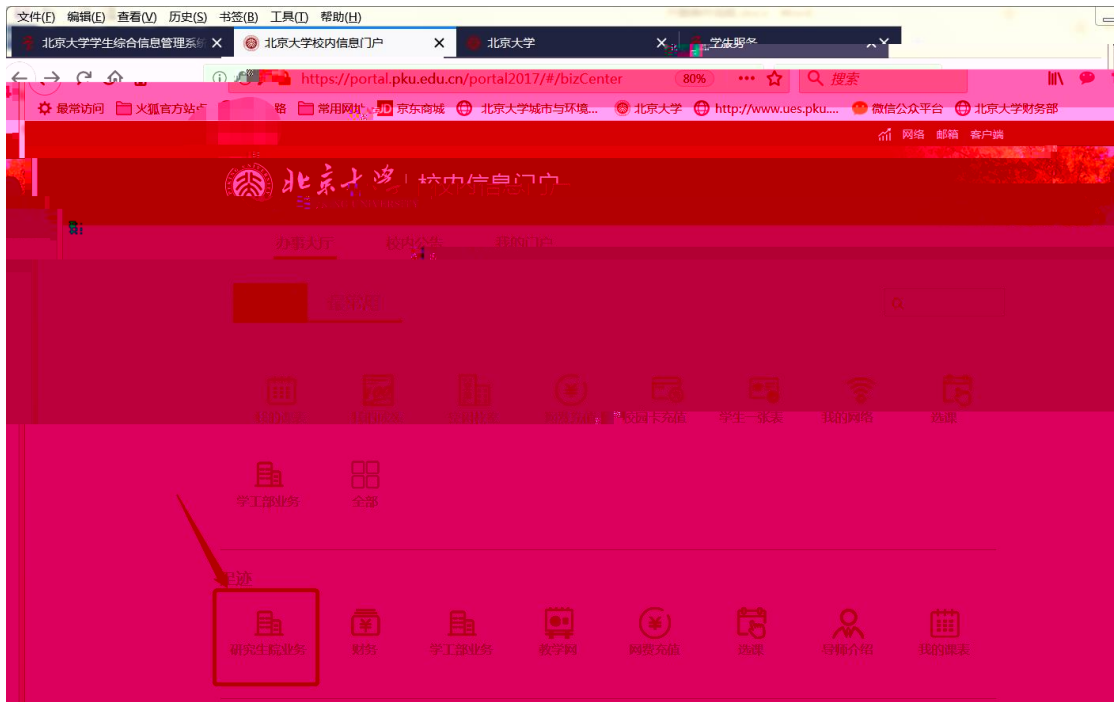 文件(F) 编辑(E) 查看(V) 历史(S) 书签(B) 工具(T) 帮助(H)
北京大学学生综合信息管理系统 北京大学校内信息门户 北京大学
https://portal.pku.edu.cn/portal2017/#/bizCenter 80% 搜索
最常访问 火狐官方站点 常用网址 JD 京东商城 北京大学城市与环境... 北京大学 http://www.ues.pku.... 微信公众平台 北京大学财务部
网络 邮箱 客户端
北京大学 校内信息门户
办事大厅 校内公告 我的门户
校园卡充值 学生一张表 我的网络 选课
学工部业务 全部
足迹
研究生院业务 财务 学工部业务 教学网 网费充值 选课 导师介绍 我的课表